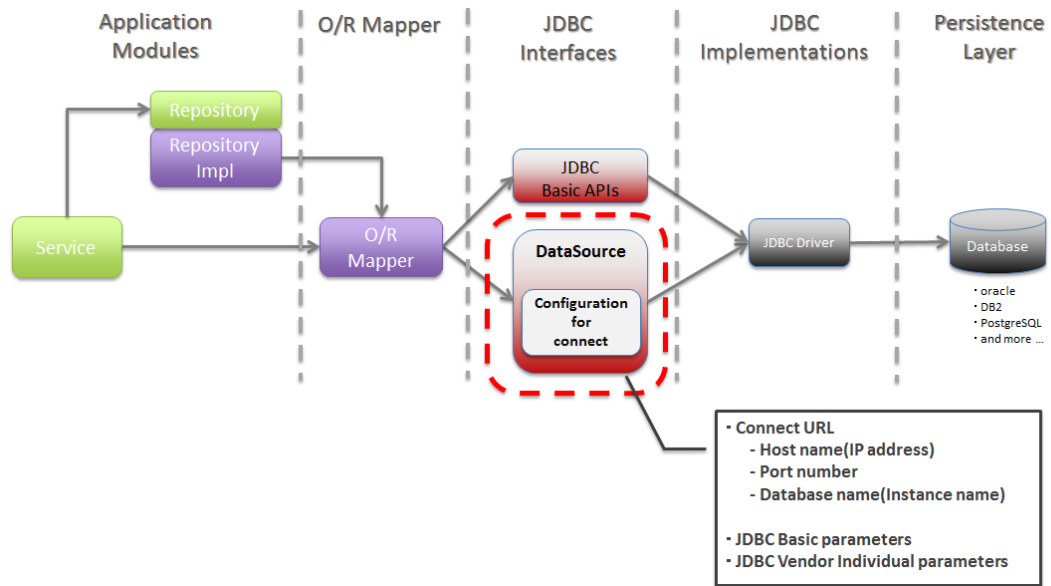 Application
Modules
O/R Mapper
JDBC
Interfaces
JDBC
Implementations
Persistence
Layer
Repository
Repository
Impl
Service
O/R
Mapper
JDBC
Basic APIs
DataSource
Configuration
for
connect
JDBC Driver
Database
・oracle
・DB2
・PostgreSQL
・and more ...
・Connect URL
- Host name(IP address)
- Port number
- Database name(Instance name)
・JDBC Basic parameters
・JDBC Vendor Individual parameters